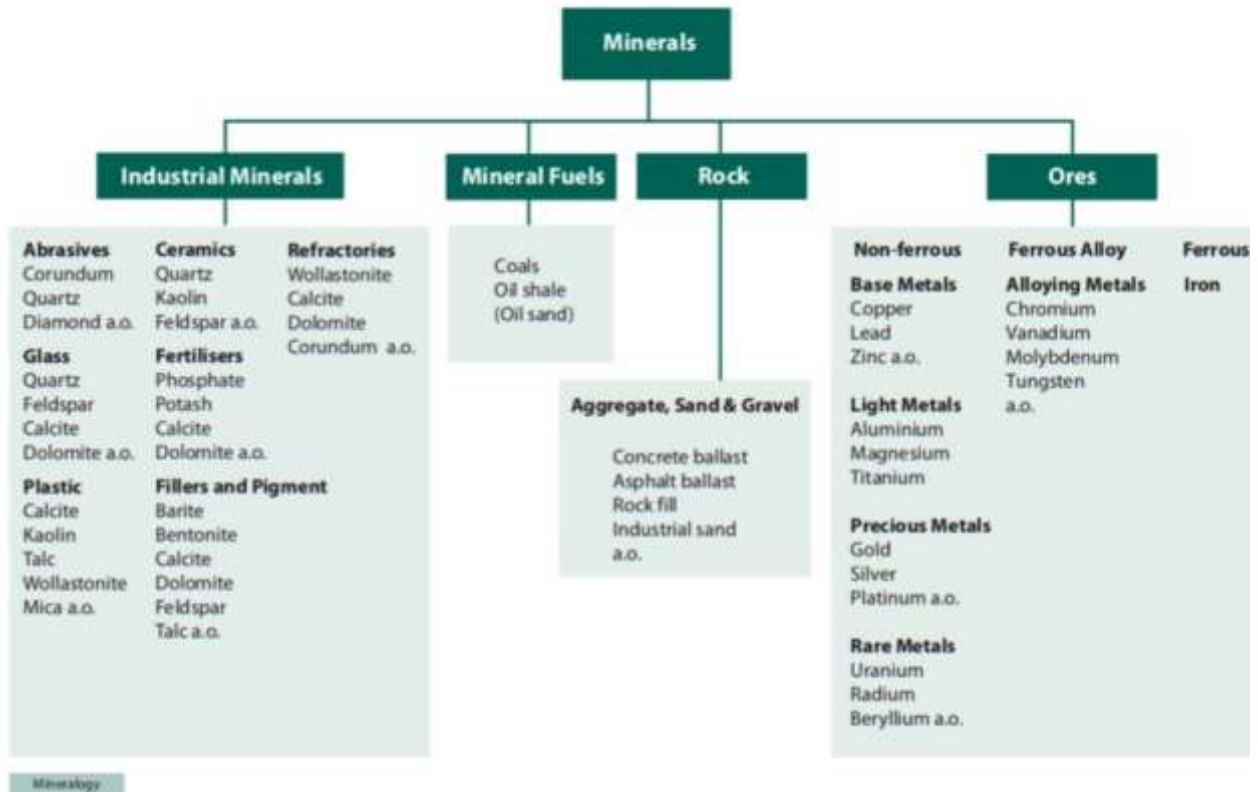 Minerals
Industrial Minerals
Mineral Fuels
Rock
Ores
Abrasives
Corundum
Quartz
Diamond a.o.
Glass
Quartz
Feldspar
Calcite
Dolomite a.o.
Plastic
Calcite
Kaolin
Talc
Wollastonite
Mica a.o.
Ceramics
Quartz
Kaolin
Feldspar a.o.
Fertilisers
Phosphate
Potash
Calcite
Dolomite a.o.
Fillers and Pigment
Barite
Bentonite
Calcite
Dolomite
Feldspar
Talc a.o.
Refractories
Wollastonite
Calcite
Dolomite
Corundum a.o.
Coals
Oil shale
(Oil sand)
Aggregate, Sand & Gravel
Concrete ballast
Asphalt ballast
Rock fill
Industrial sand
a.o.
Non-ferrous
Base Metals
Copper
Lead
Zinc a.o.
Light Metals
Aluminium
Magnesium
Titanium
Precious Metals
Gold
Silver
Platinum a.o.
Rare Metals
Uranium
Radium
Beryllium a.o.
Ferrous Alloy
Alloying Metals
Chromium
Vanadium
Molybdenum
Tungsten
a.o.
Ferrous
Iron
Mineralogy